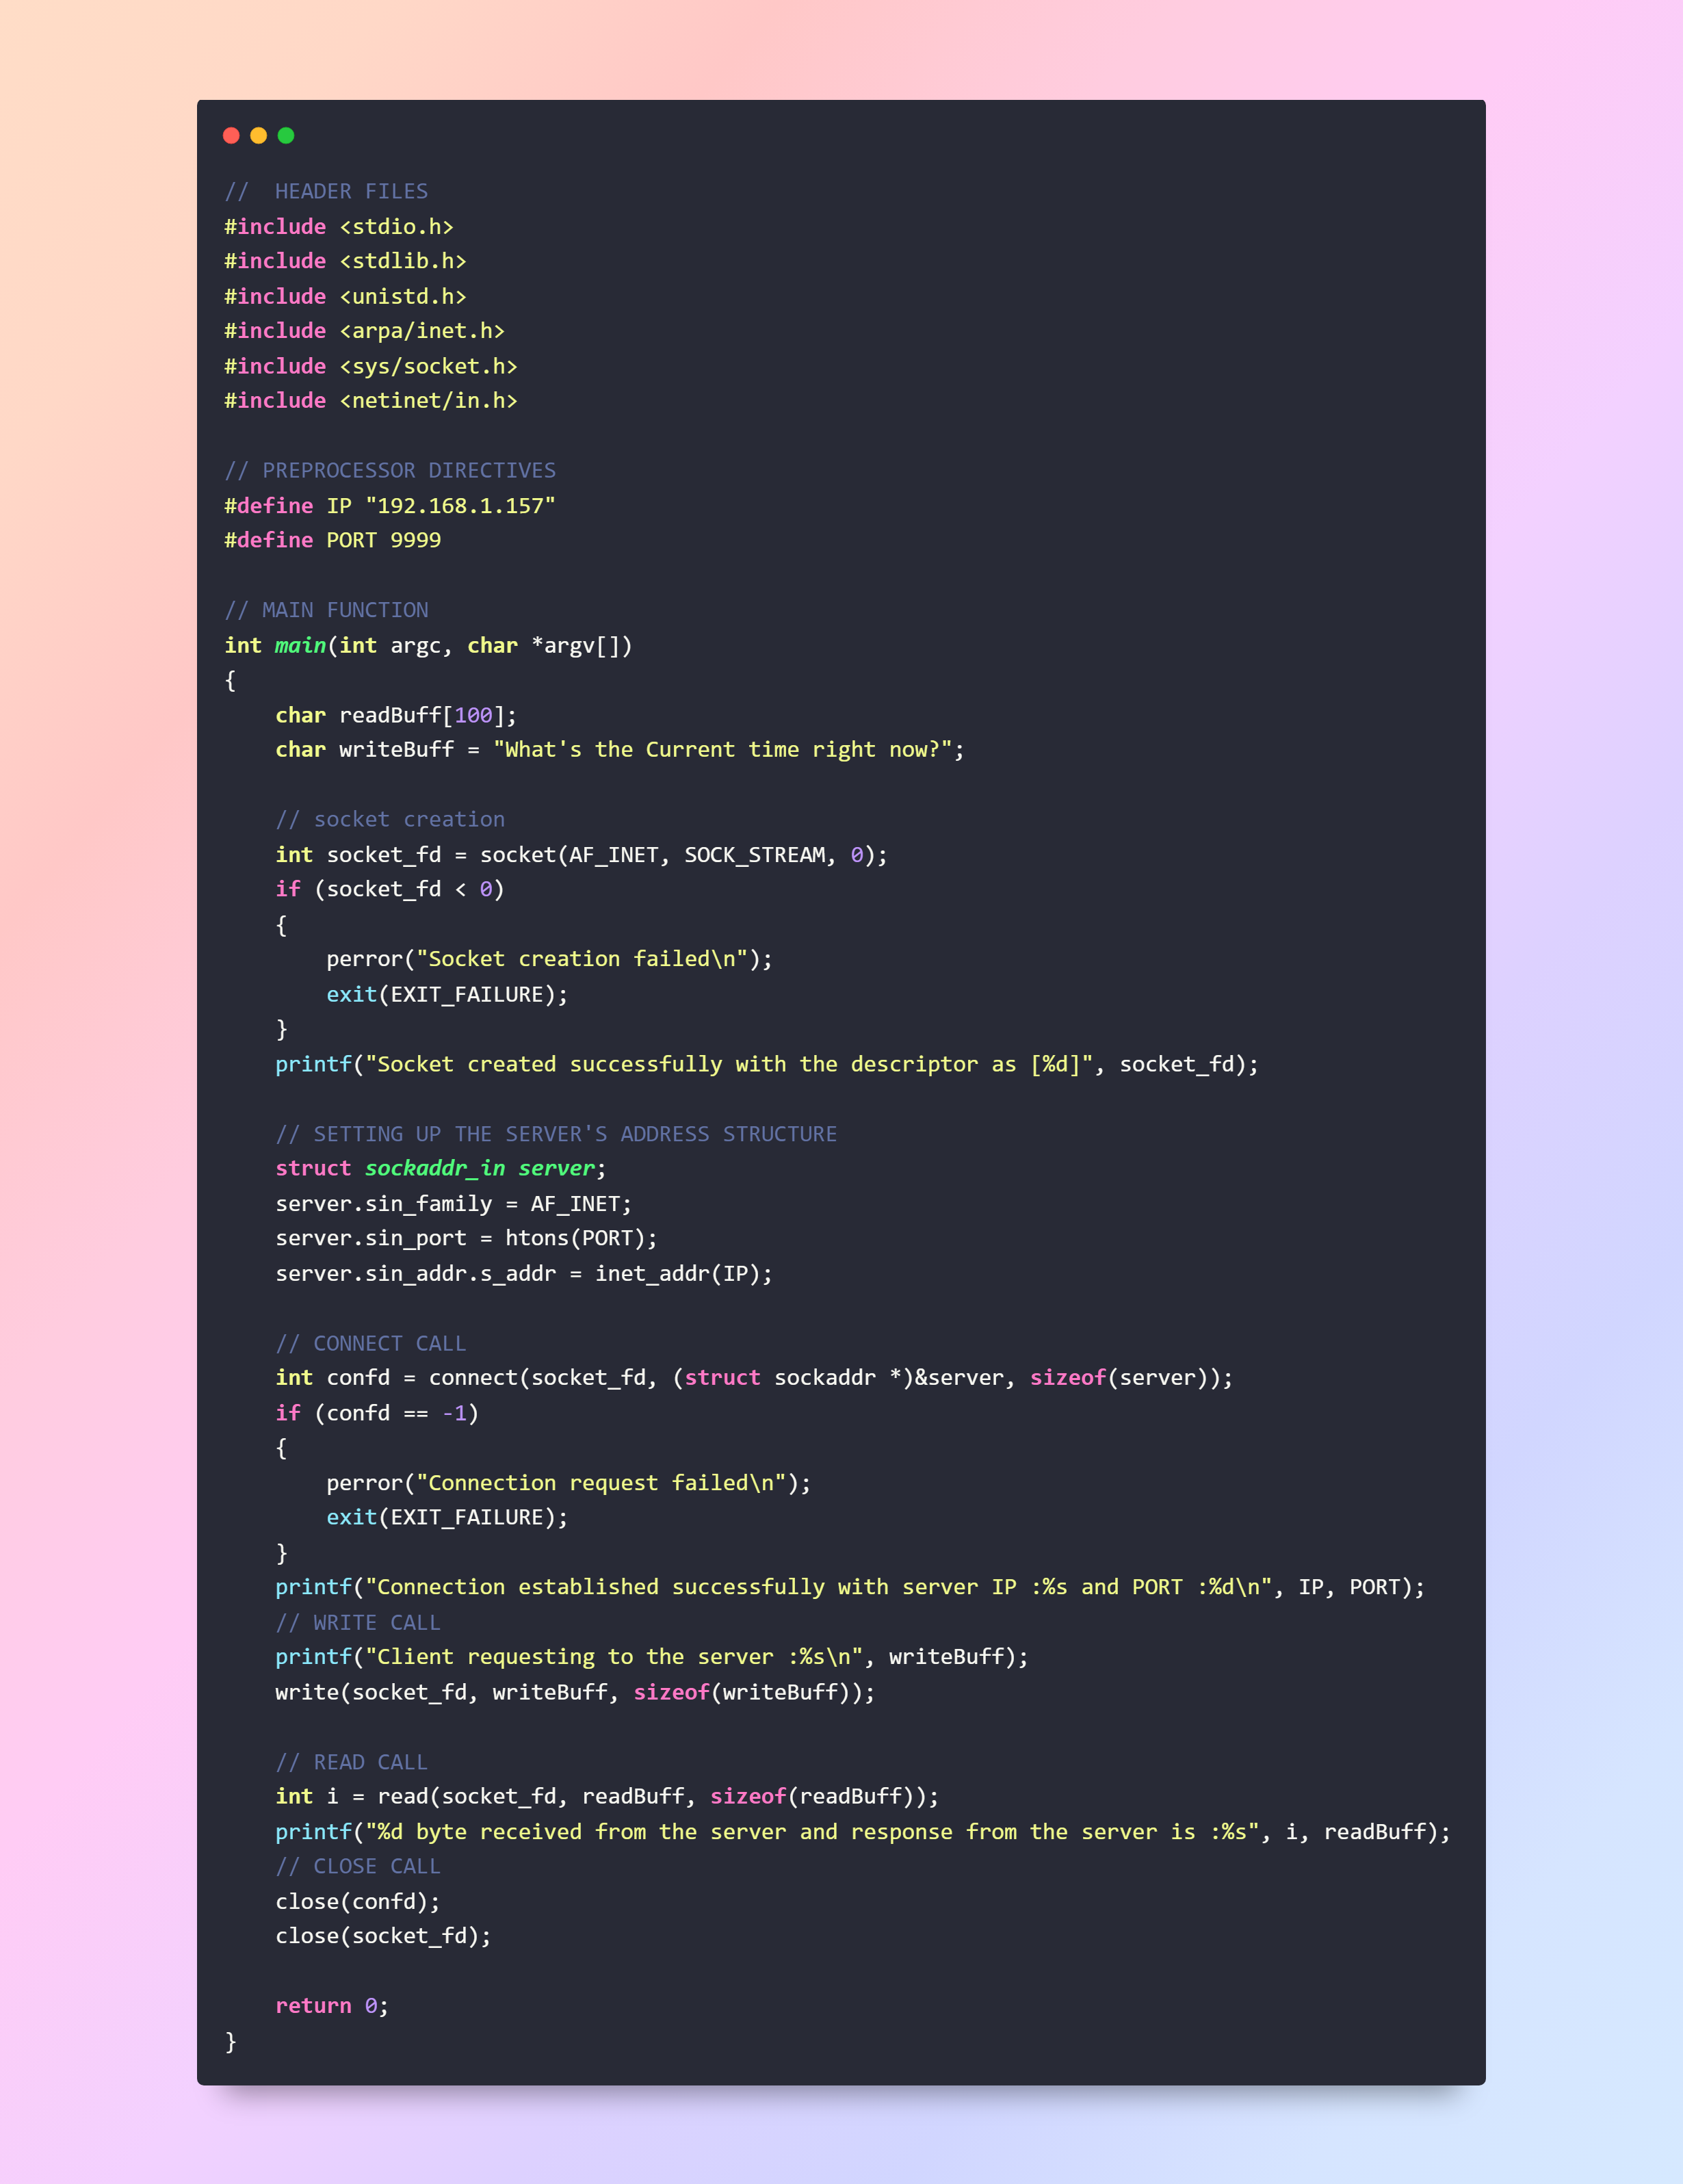 //  HEADER FILES
#include <stdio.h>
#include <stdlib.h>
#include <unistd.h>
#include <arpa/inet.h>
#include <sys/socket.h>
#include <netinet/in.h>

// PREPROCESSOR DIRECTIVES
#define IP "192.168.1.157"
#define PORT 9999

// MAIN FUNCTION
int main(int argc, char *argv[])
{
    char readBuff[100];
    char writeBuff = "What's the Current time right now?";

    // socket creation
    int socket_fd = socket(AF_INET, SOCK_STREAM, 0);
    if (socket_fd < 0)
    {
        perror("Socket creation failed\n");
        exit(EXIT_FAILURE);
    }
    printf("Socket created successfully with the descriptor as [%d]", socket_fd);

    // SETTING UP THE SERVER'S ADDRESS STRUCTURE
    struct sockaddr_in server;
    server.sin_family = AF_INET;
    server.sin_port = htons(PORT);
    server.sin_addr.s_addr = inet_addr(IP);

    // CONNECT CALL
    int confd = connect(socket_fd, (struct sockaddr *)&server, sizeof(server));
    if (confd == -1)
    {
        perror("Connection request failed\n");
        exit(EXIT_FAILURE);
    }
    printf("Connection established successfully with server IP :%s and PORT :%d\n", IP, PORT);
    // WRITE CALL
    printf("Client requesting to the server :%s\n", writeBuff);
    write(socket_fd, writeBuff, sizeof(writeBuff));

    // READ CALL
    int i = read(socket_fd, readBuff, sizeof(readBuff));
    printf("%d byte received from the server and response from the server is :%s", i, readBuff);
    // CLOSE CALL
    close(confd);
    close(socket_fd);

    return 0;
}